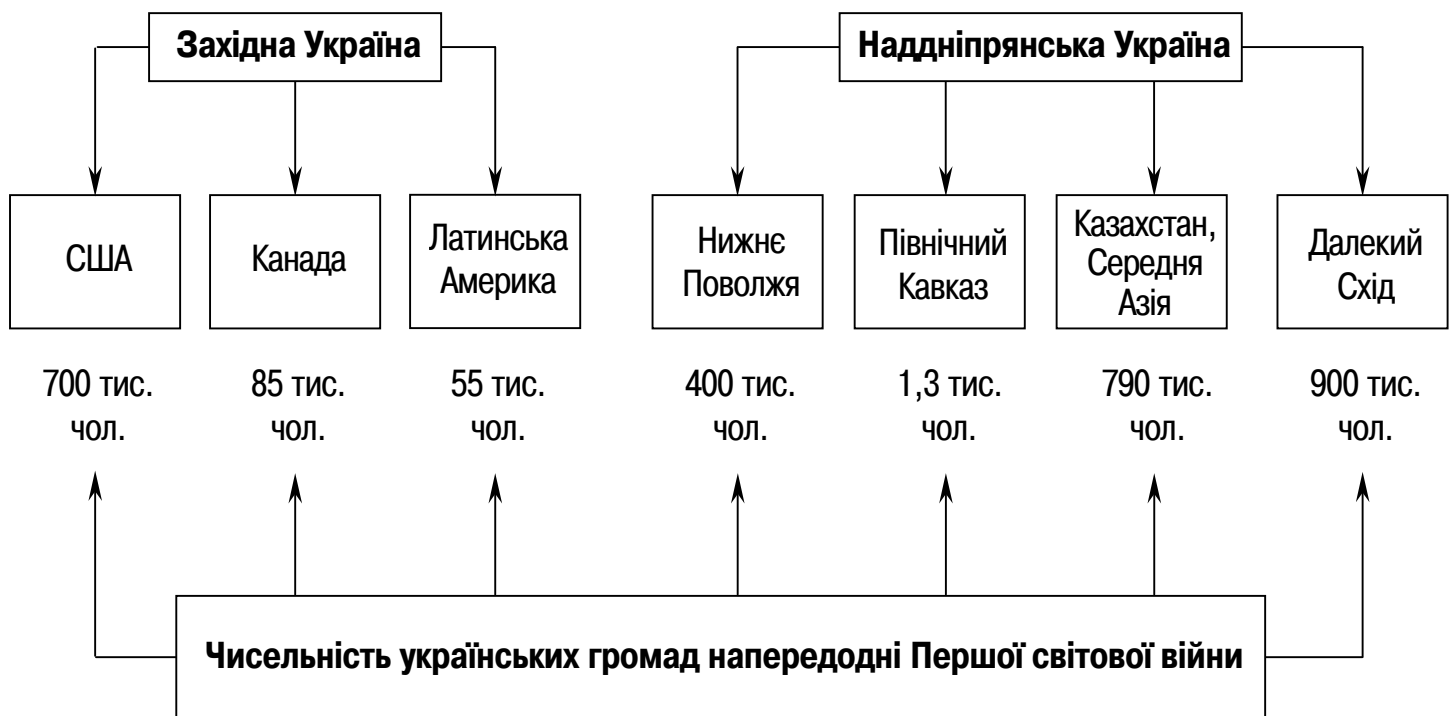 Західна Україна
Наддніпрянська Україна
США
Канада
Латинська
Америка
Нижнє
Поволжя
Північний
Кавказ
Казахстан,
Середня
Азія
Далекий
Схід
700 тис.
чол.
85 тис.
чол.
55 тис.
чол.
400 тис.
чол.
1,3 тис.
чол.
790 тис.
чол.
900 тис.
чол.
Чисельність українських громад напередодні Першої світової війни